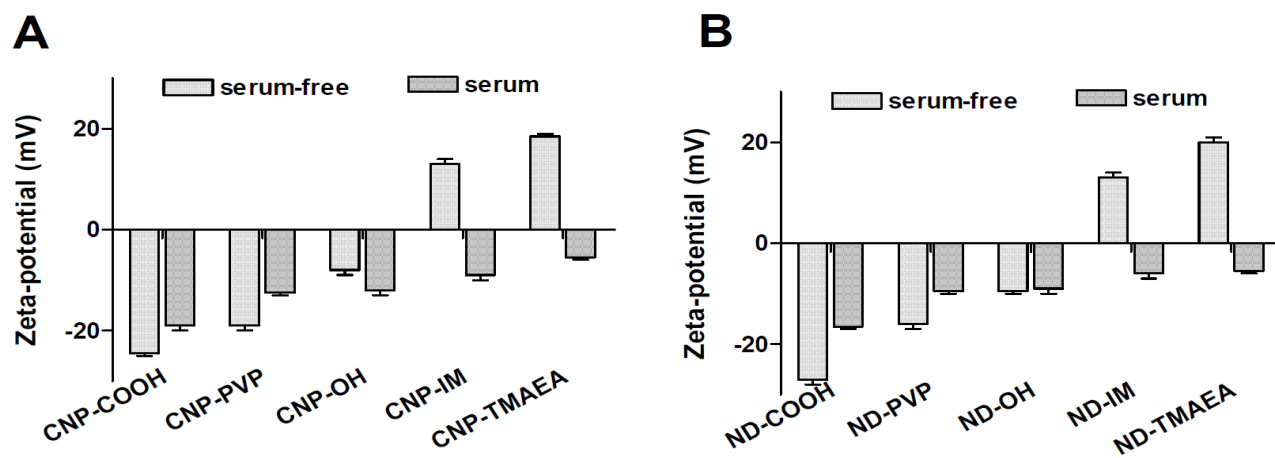 A
serum-free serum
Zeta-potential (mV)
20
0
-20
CNP-COOH
CNP-PVP
CNP-OH
CNP-IM
CNP-TMAEA
B
serum-free serum
Zeta-potential (mV)
20
0
-20
ND-COOH
ND-PVP
ND-OH
ND-IM
ND-TMAEA